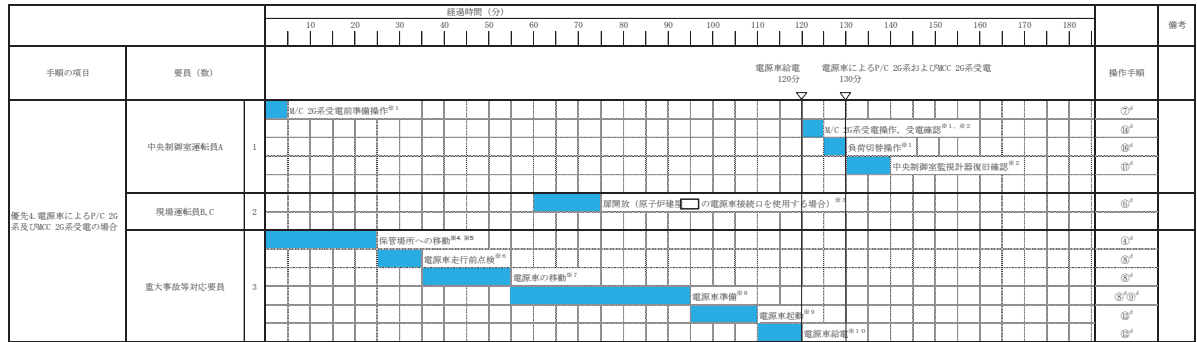 経過時間（分）
備考
10 20 30 40 50 60 70 80 90 100 110 120 130 140 150 160 170 180
手順の項目
要員（数）
電源車給電
120分
電源車によるP/C 2G系およびMCC 2G系受電
130分
操作手順
優先4.電源車によるP/C 2G
系及びMCC 2G系受電の場合
中央制御室運転員A
1
M/C 2G系受電前準備操作※1
⑦d
M/C 2G系受電操作，受電確認※1，※2
⑭d
負荷切替操作※1
⑯d
中央制御室監視計器復旧確認※2
⑰d
現場運転員B,C
2
扉開放（原子炉建屋 の電源車接続口を使用する場合）※3
⑥d
重大事故等対応要員
3
保管場所への移動※4，※5
④d
電源車走行前点検※6
⑧d
電源車の移動※7
⑧d
電源車準備※8
⑧d⑨d
電源車起動※9
⑫d
電源車給電※10